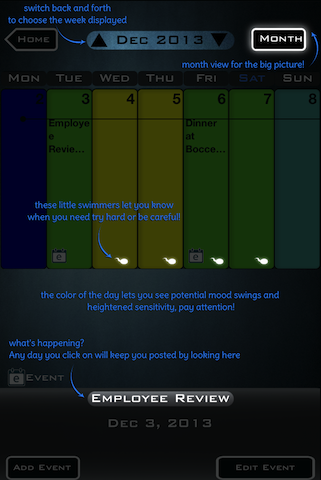 switch back and forth
to choose the week displayed
Home
Dec 2013
Month
month view for the big picture!
Mon Tue Wed Thu Fri Sat Sun
3 4 5 6 7 8
Employe
e
Revie...
Dinner
at
Bocce...
these little swimmers let you know
when you need try hard or be careful!
the color of the day lets you see potential mood swings and
heightened sensitivity, pay attention!
what's happening?
Any day you click on will keep you posted by looking here
e Event
Employee Review
Dec 3, 2013
Add Event
Edit Event